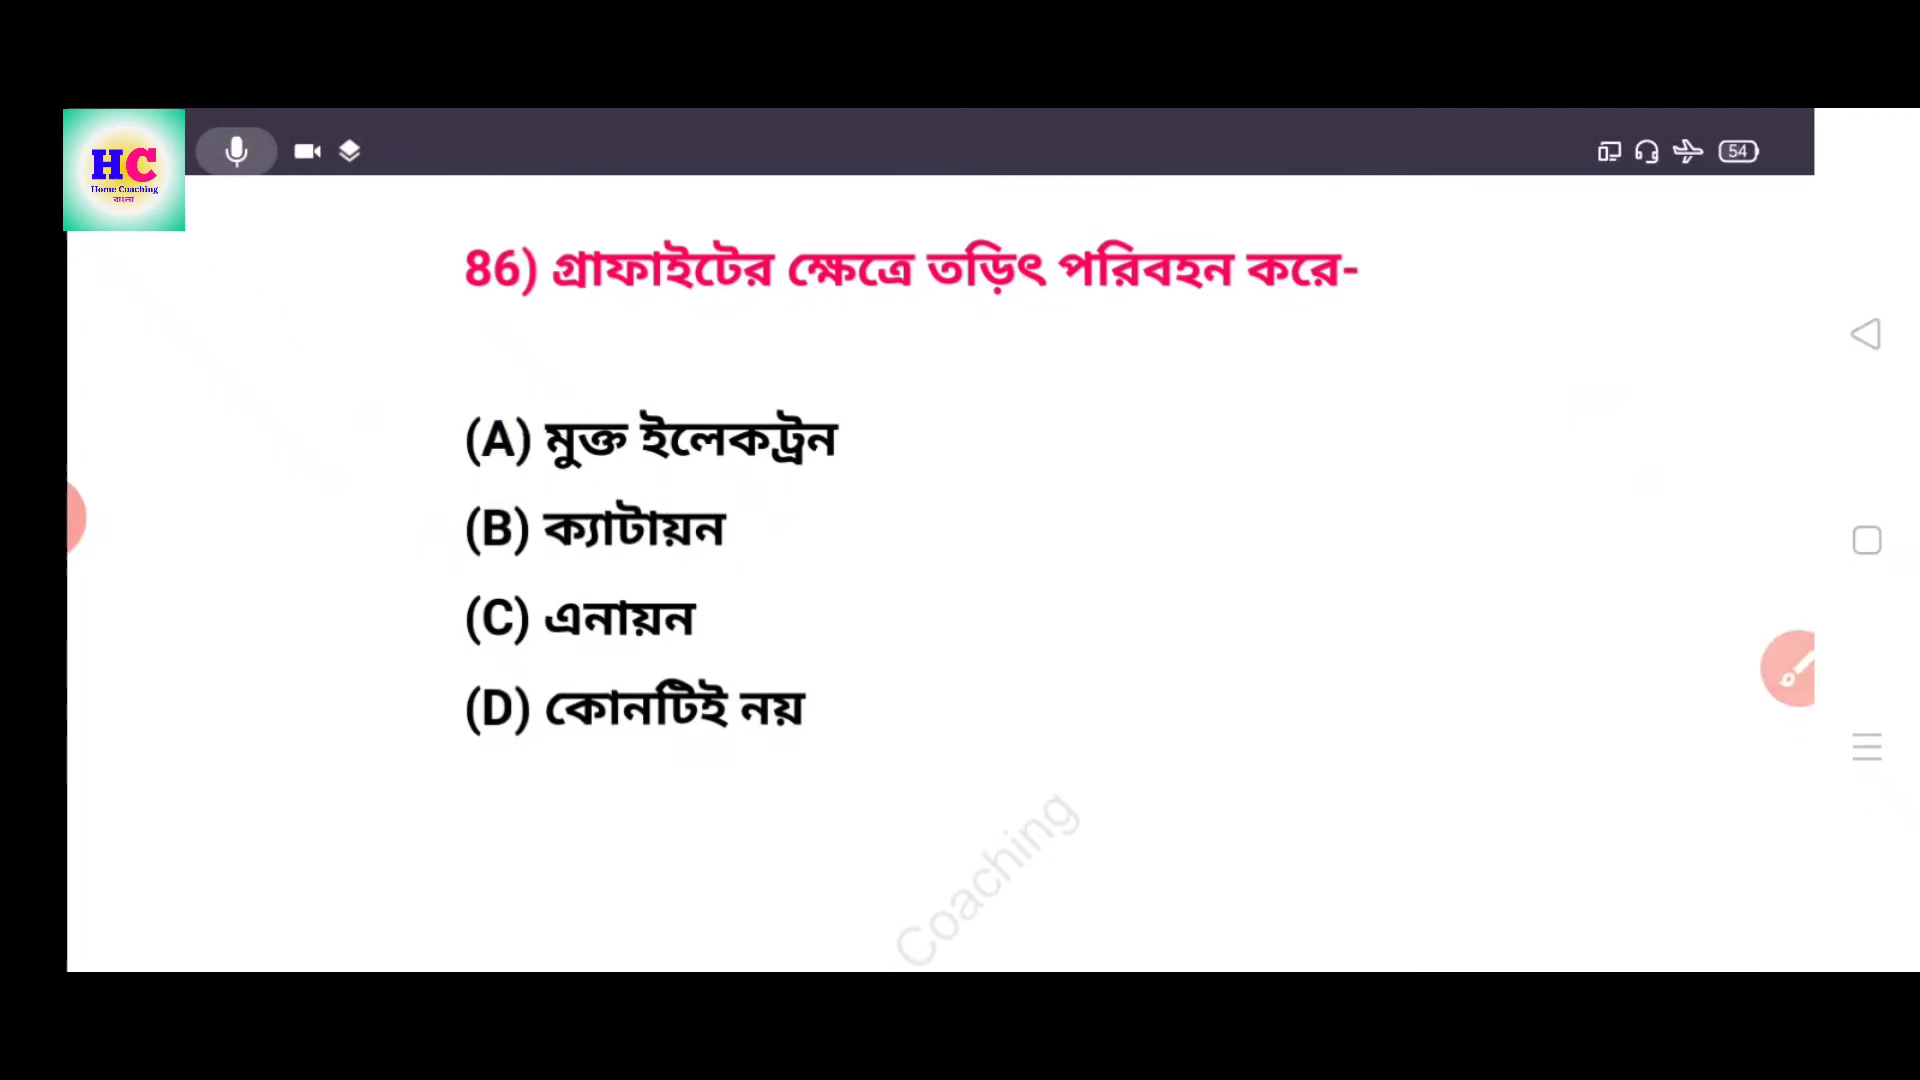 HC
Home Coaching
বাংলা
54
86) গ্রাফাইটের ক্ষেত্রে তড়িৎ পরিবহন করে-
(A) মুক্ত ইলেকট্রন
(B) ক্যাটায়ন
(C) এনায়ন
(D) কোনটিই নয়
Coaching